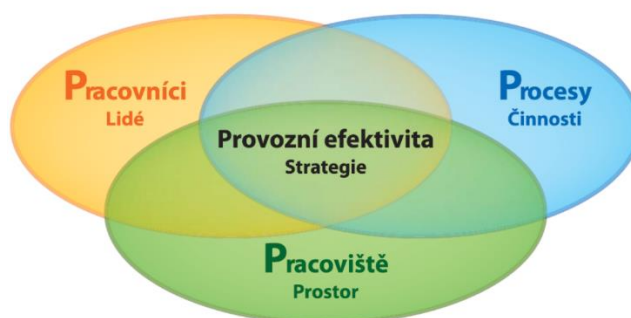 Pracovníci
Lidé
Procesy
Činnosti
Provozní efektivita
Strategie
Pracoviště
Prostor